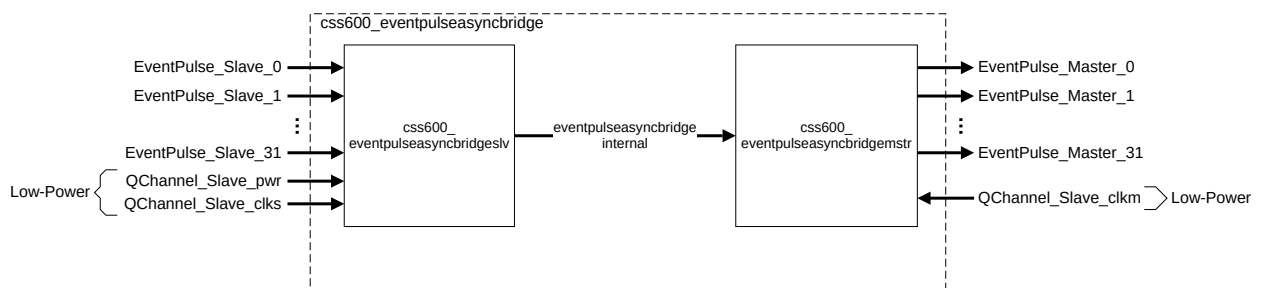 css600_eventpulseasyncbridge
EventPulse_Slave_0
EventPulse_Slave_1
⋮
EventPulse_Slave_31
Low-Power
QChannel_Slave_pwr
QChannel_Slave_clks
css600_
eventpulseasyncbridgeslv
eventpulseasyncbridge
internal
css600_
eventpulseasyncbridgemstr
EventPulse_Master_0
EventPulse_Master_1
⋮
EventPulse_Master_31
QChannel_Slave_clkm
Low-Power